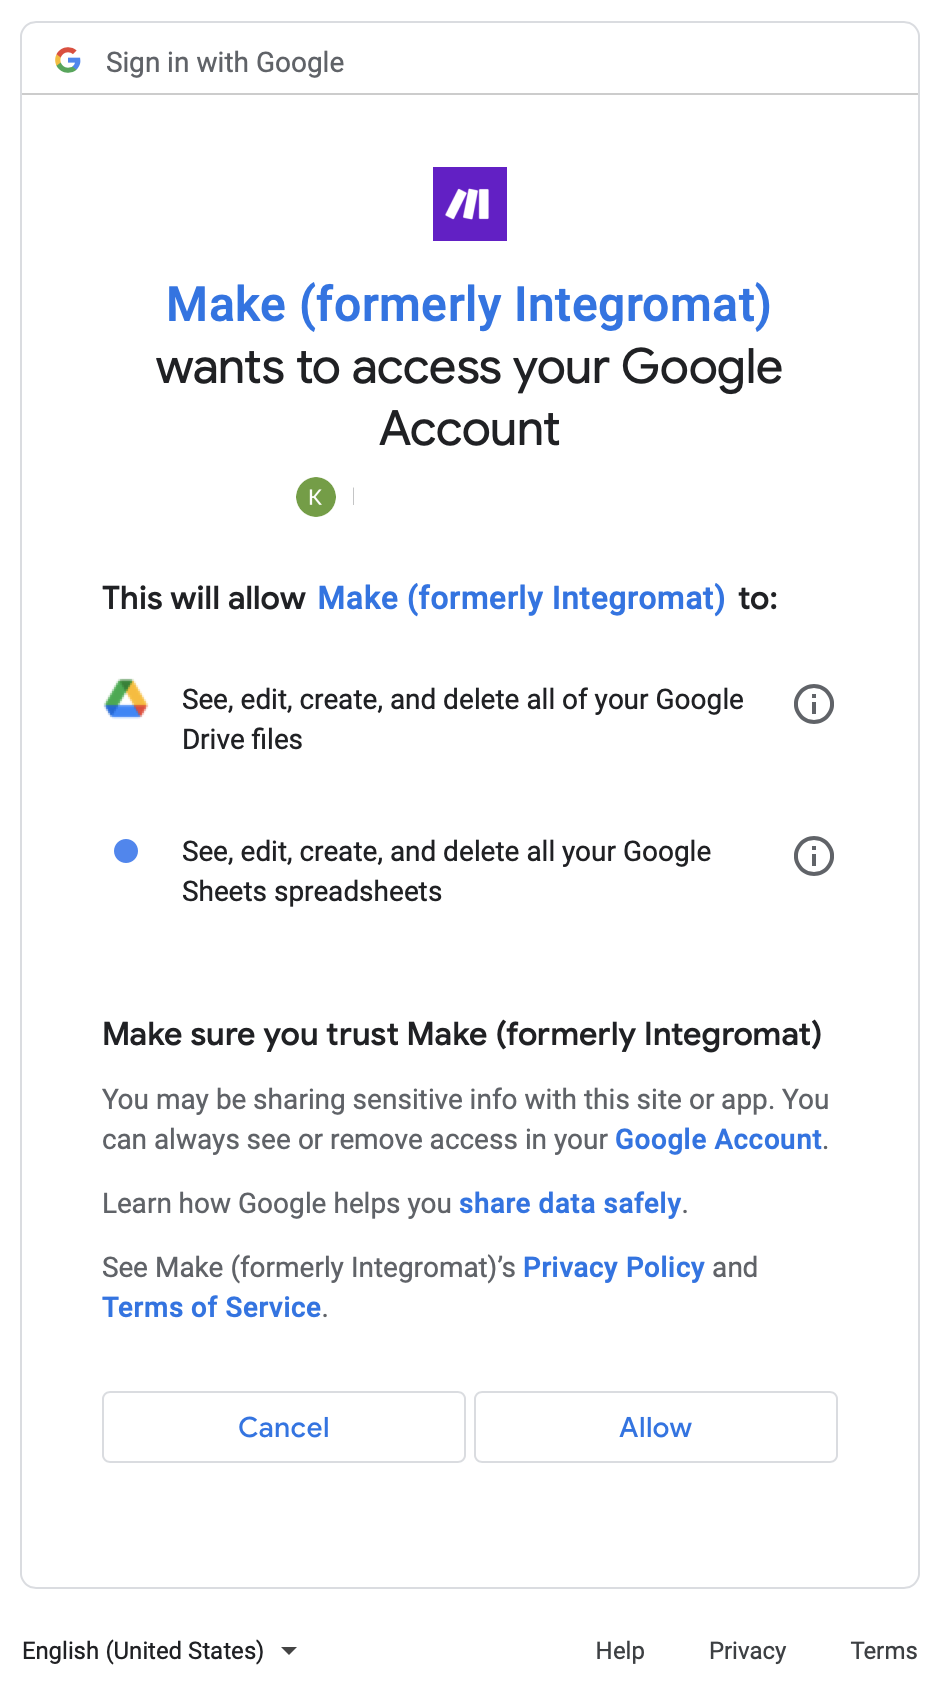 Sign in with Google
Make (formerly Integromat)
wants to access your Google
Account
K
This will allow Make (formerly Integromat) to:
See, edit, create, and delete all of your Google
Drive files
See, edit, create, and delete all your Google
Sheets spreadsheets
Make sure you trust Make (formerly Integromat)
You may be sharing sensitive info with this site or app. You
can always see or remove access in your Google Account.
Learn how Google helps you share data safely.
See Make (formerly Integromat)’s Privacy Policy and
Terms of Service.
Cancel Allow
English (United States) Help Privacy Terms